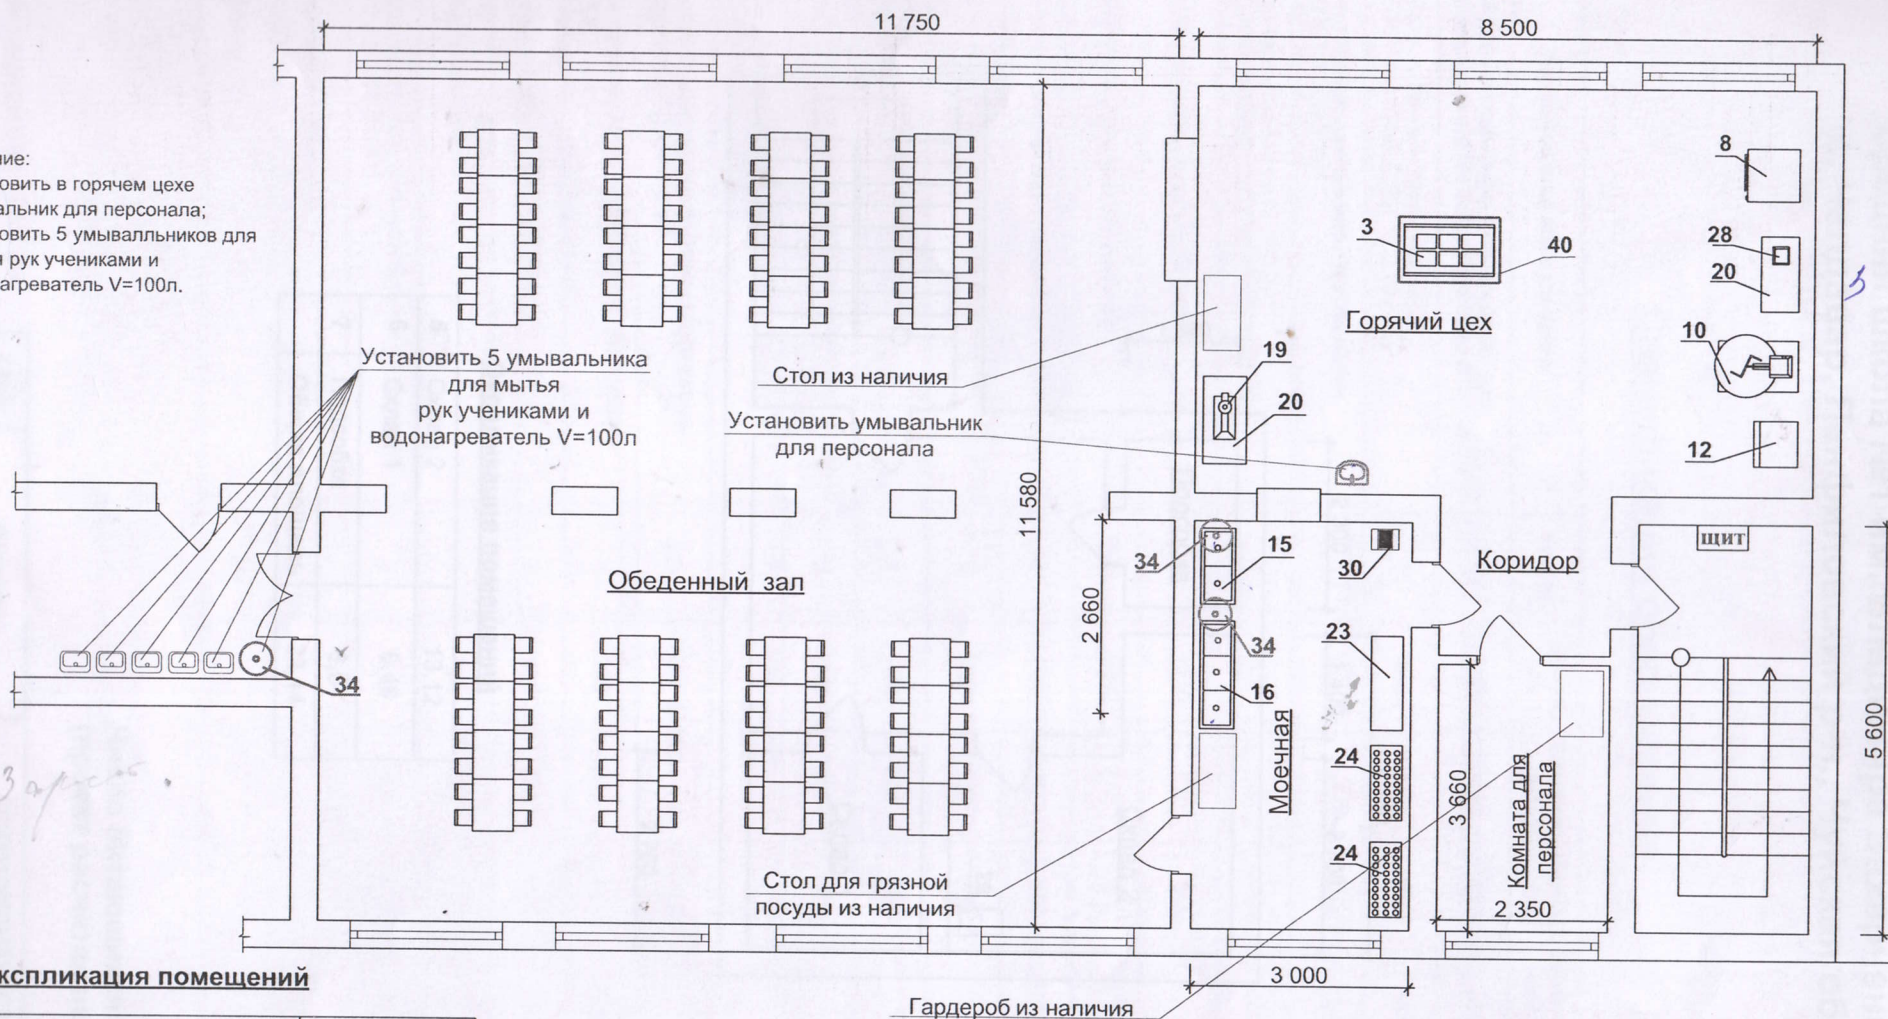 11 750
8 500
ние:
овить в горячем цехе
альник для персонала;
овить 5 умывалльников для
я рук учениками и
агреватель V=100л.
8
3
40
28
20
Горячий цех
10
19
20
12
Установить 5 умывальника
для мытья
рук учениками и
водонагреватель V=100л
Стол из наличия
Установить умывальник
для персонала
11 580
2 660
34
15
30
Коридор
щит
Обеденный зал
34
23
16
34
Моечная
24
24
3 660
Комната для
персонала
2 350
5 600
Стол для грязной
посуды из наличия
3 000
кспликация помещений
Гардероб из наличия